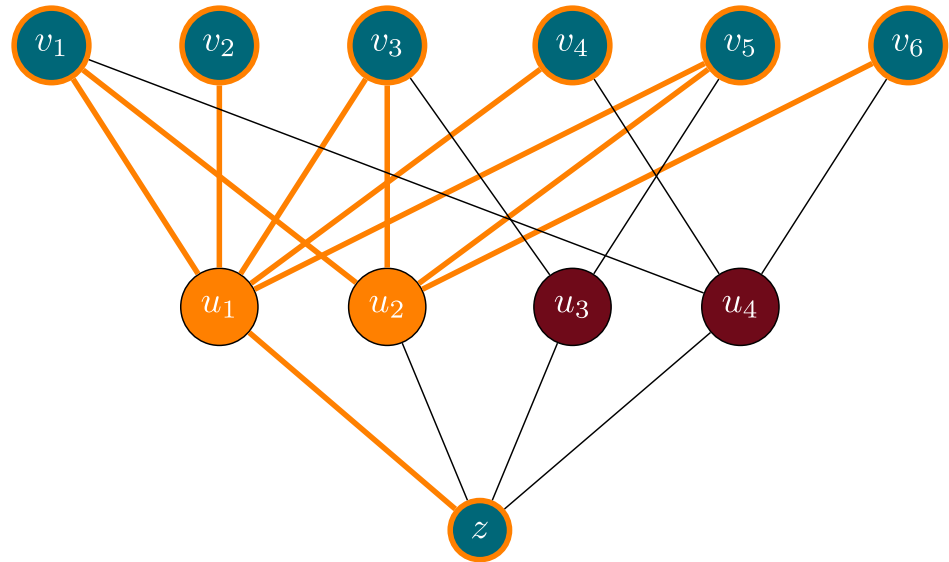 v₁ v₂ v₃ v₄ v₅ v₆
u₁ u₂ u₃ u₄
z